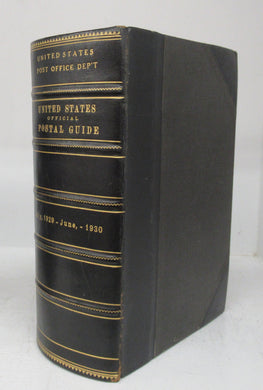 UNITED STATES
POST OFFICE DEP'T
UNITED STATES
OFFICIAL
POSTAL GUIDE
1929 - June, - 1930